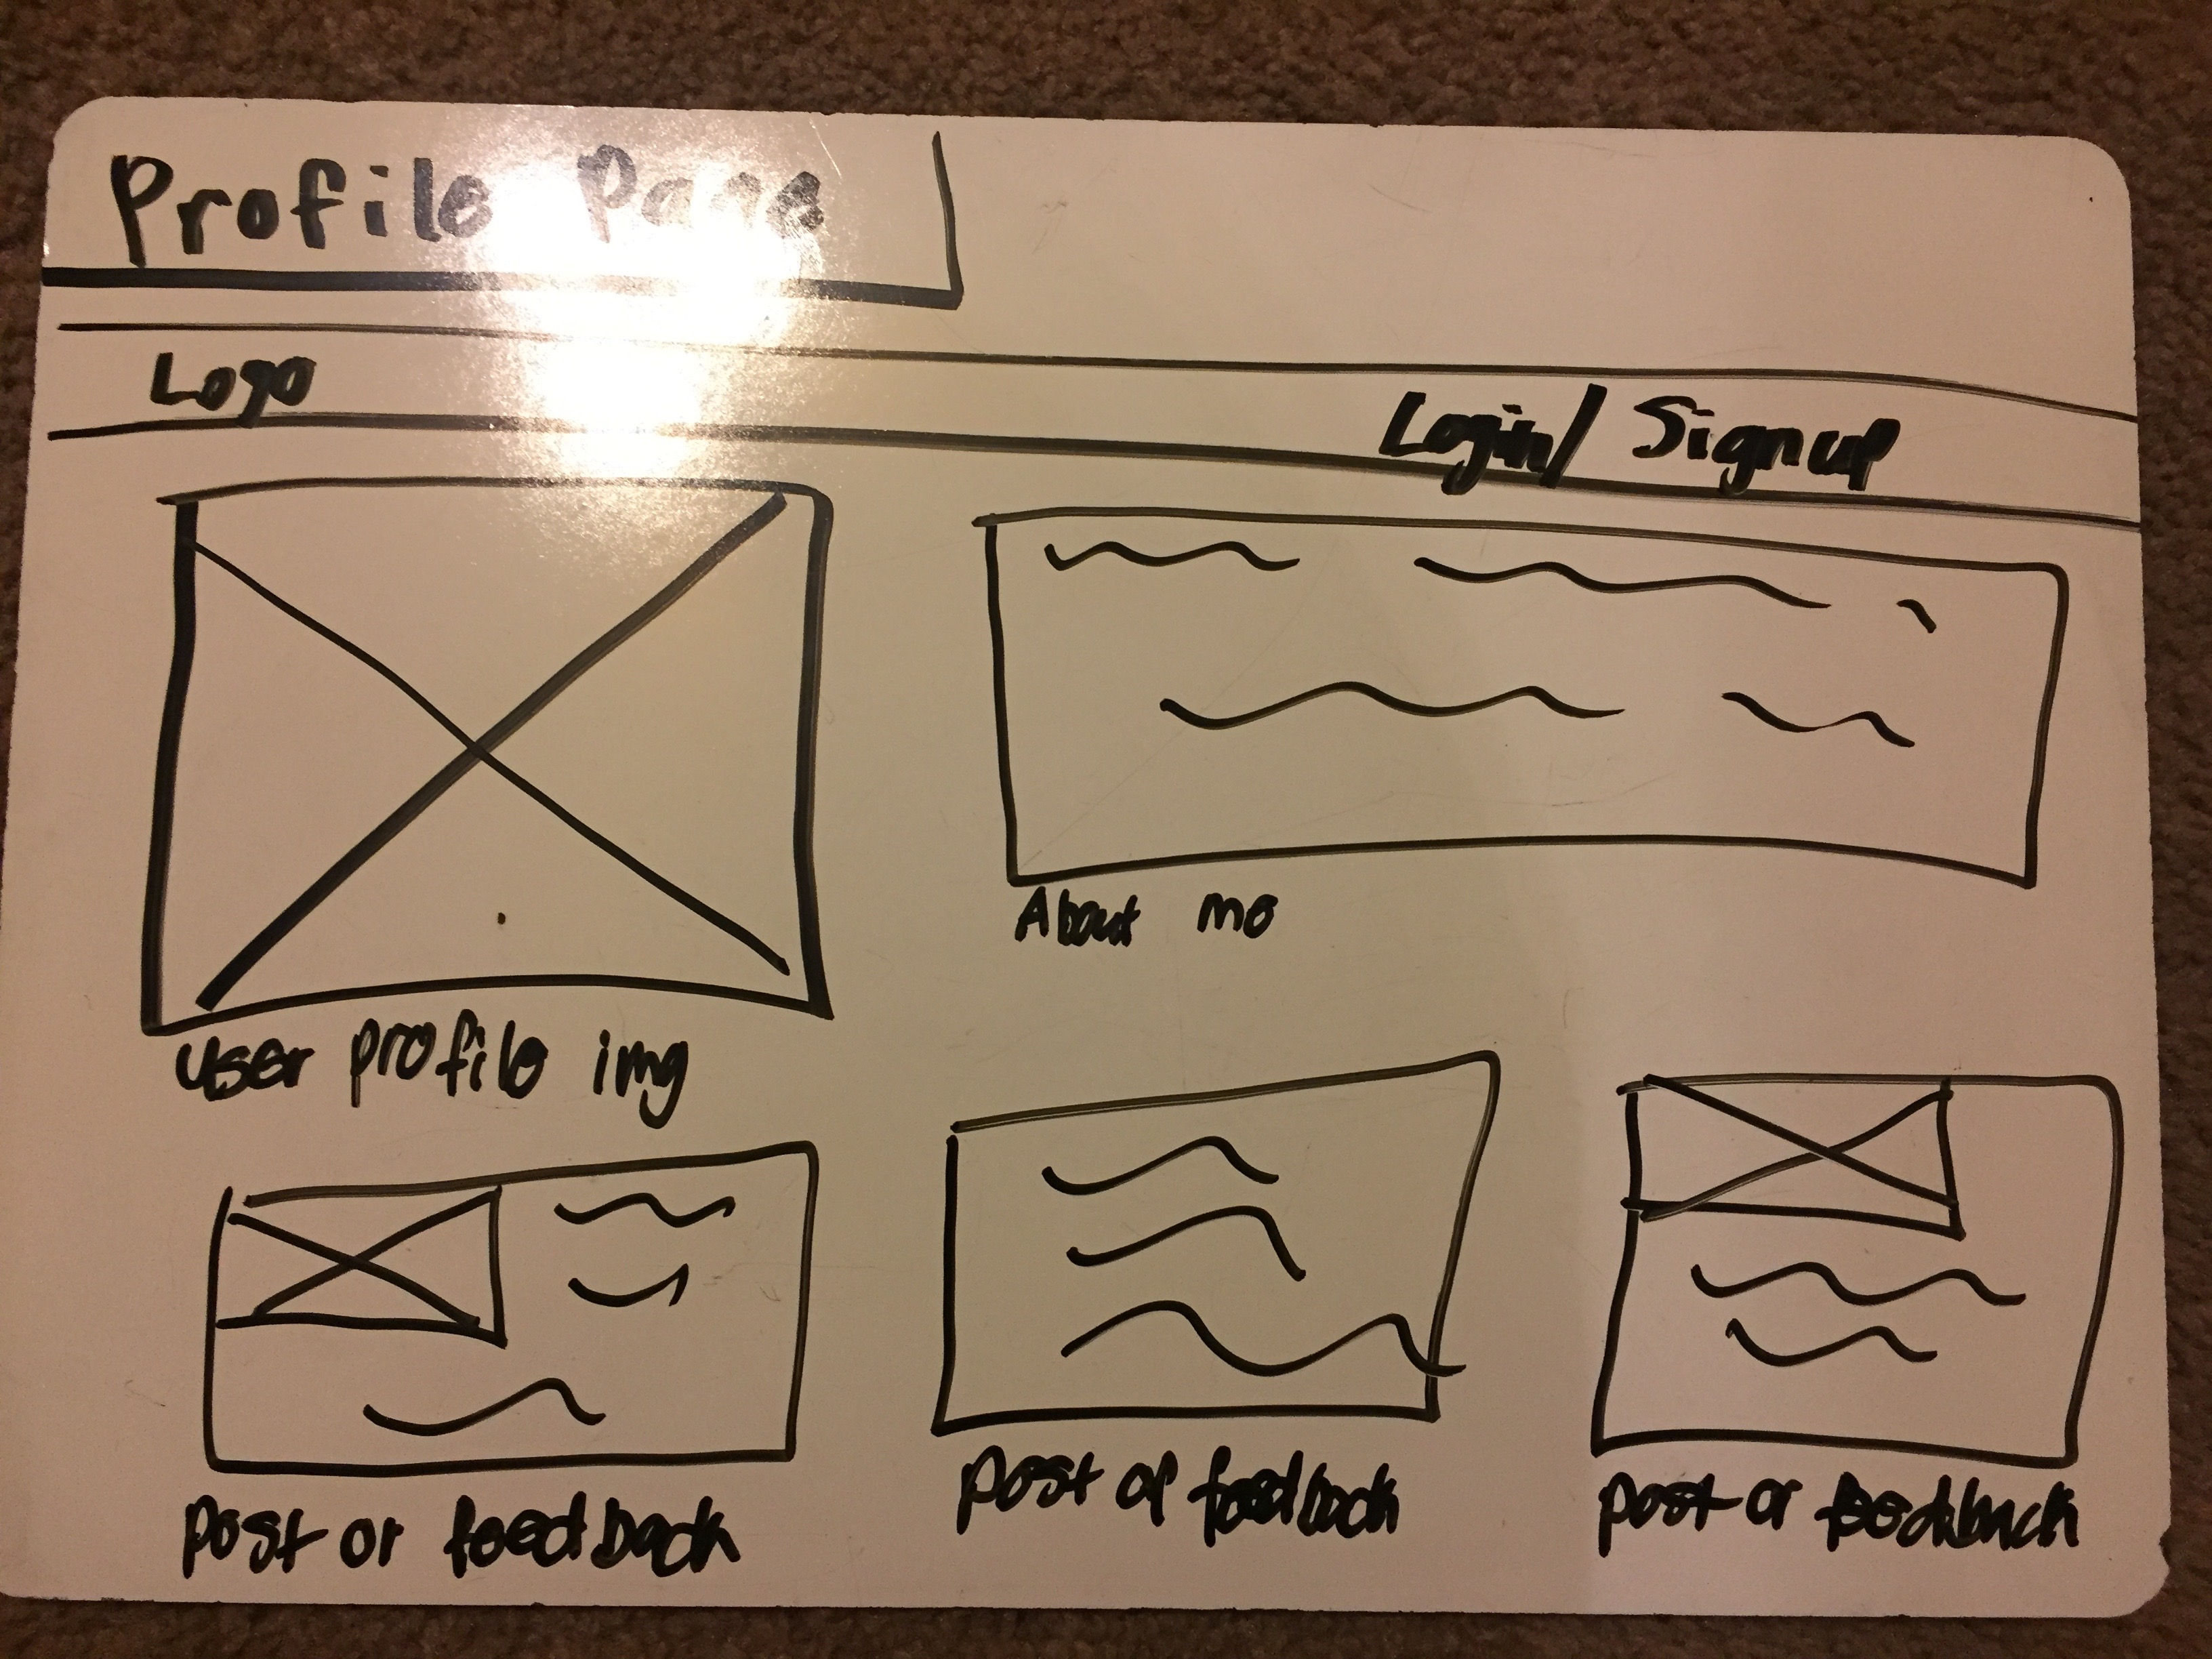 Profile Page
Logo
Login/ Signup
About me
User profile img
post or feedback
post or feedback
post or feedback